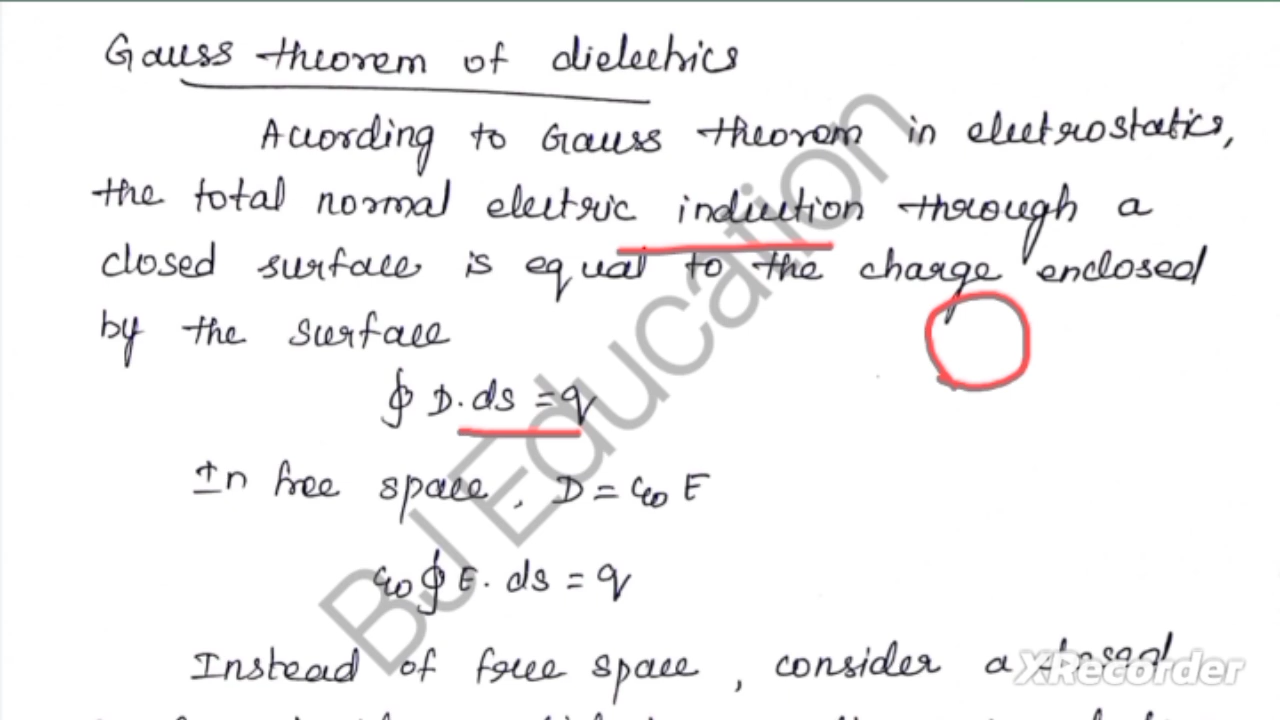 Gauss theorem of dielectrics
According to Gauss theorem in electrostatics,
the total normal electric induction through a
closed surface is equal to the charge enclosed
by the surface
∮ D. ds = q
In free space, D = ε₀ E
ε₀ ∮ E. ds = q
Instead of free space, consider a closed
BJ Education
XRecorder